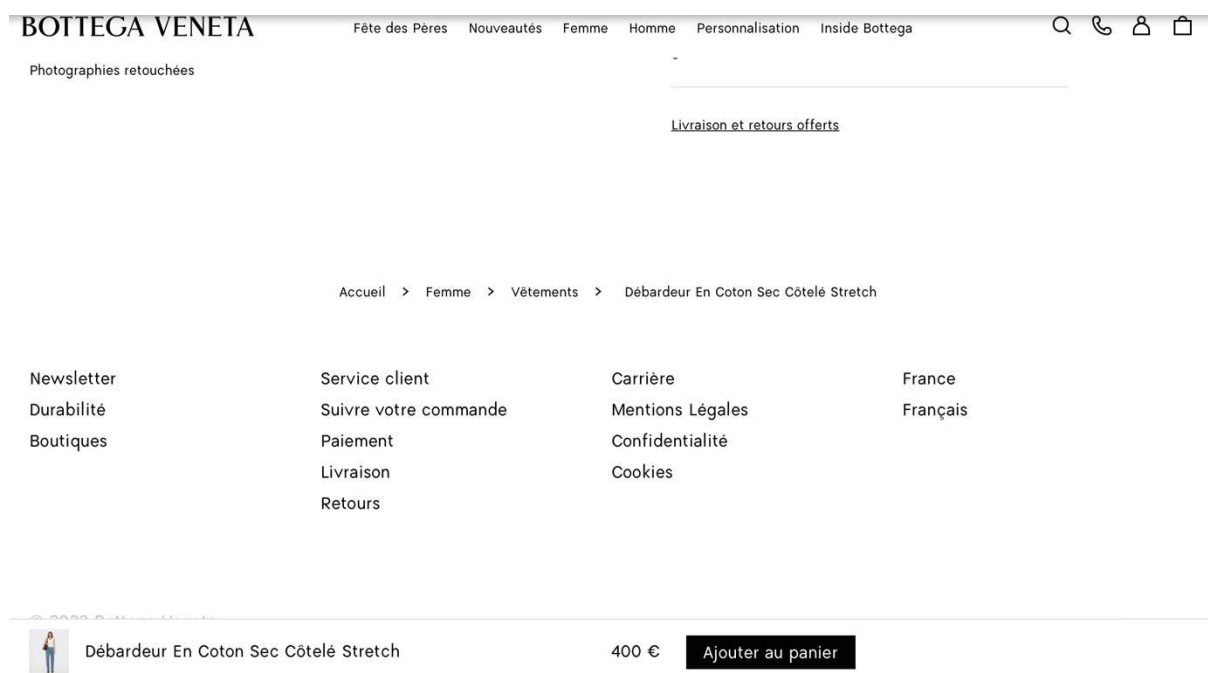 BOTTEGA VENETA
Fête des Pères Nouveautés Femme Homme Personnalisation Inside Bottega
Photographies retouchées
-
Livraison et retours offerts
Accueil > Femme > Vêtements > Débardeur En Coton Sec Côtelé Stretch
Newsletter Service client Carrière France
Durabilité Suivre votre commande Mentions Légales Français
Boutiques Paiement Confidentialité
Livraison Cookies
Retours
Débardeur En Coton Sec Côtelé Stretch 400 € Ajouter au panier